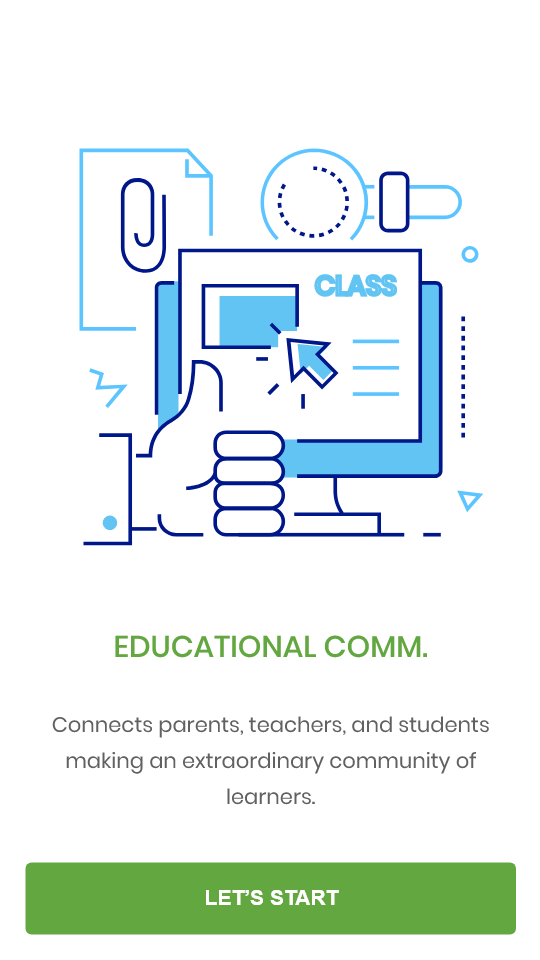 CLASS
EDUCATIONAL COMM.
Connects parents, teachers, and students
making an extraordinary community of
learners.
LET’S START